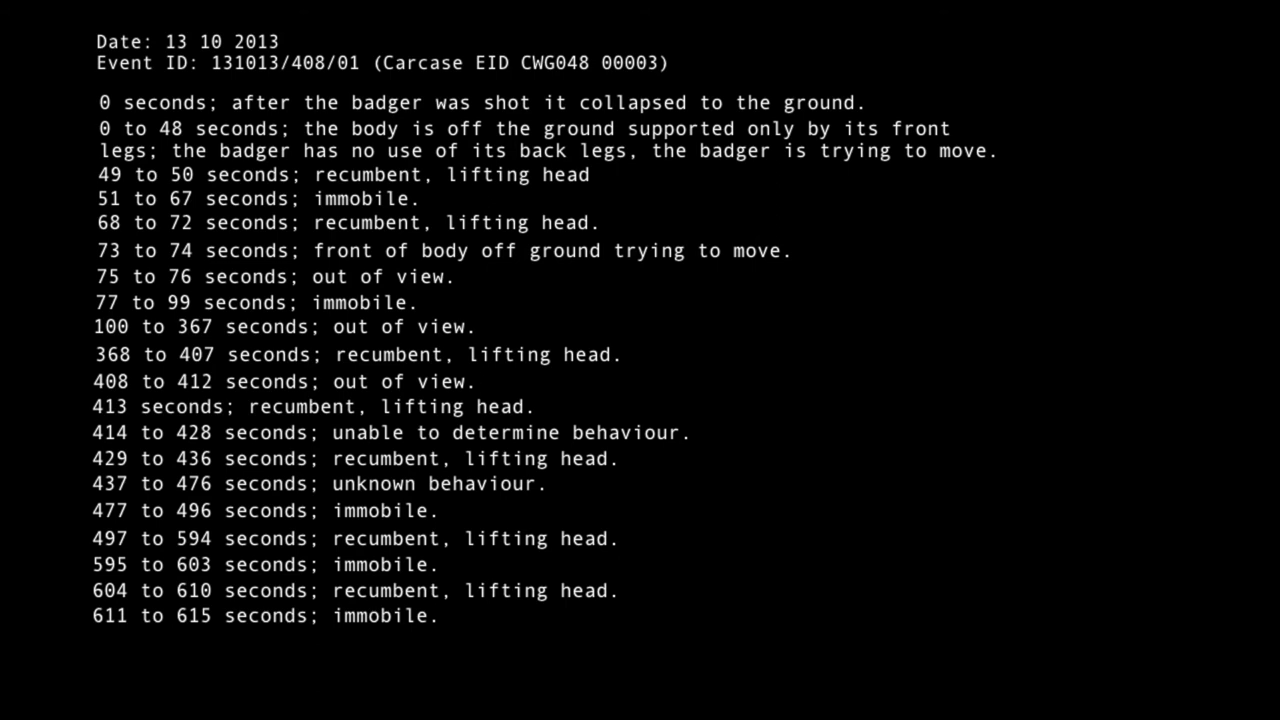 Date: 13 10 2013
Event ID: 131013/408/01 (Carcase EID CWG048 00003)
0 seconds; after the badger was shot it collapsed to the ground.
0 to 48 seconds; the body is off the ground supported only by its front
legs; the badger has no use of its back legs, the badger is trying to move.
49 to 50 seconds; recumbent, lifting head
51 to 67 seconds; immobile.
68 to 72 seconds; recumbent, lifting head.
73 to 74 seconds; front of body off ground trying to move.
75 to 76 seconds; out of view.
77 to 99 seconds; immobile.
100 to 367 seconds; out of view.
368 to 407 seconds; recumbent, lifting head.
408 to 412 seconds; out of view.
413 seconds; recumbent, lifting head.
414 to 428 seconds; unable to determine behaviour.
429 to 436 seconds; recumbent, lifting head.
437 to 476 seconds; unknown behaviour.
477 to 496 seconds; immobile.
497 to 594 seconds; recumbent, lifting head.
595 to 603 seconds; immobile.
604 to 610 seconds; recumbent, lifting head.
611 to 615 seconds; immobile.